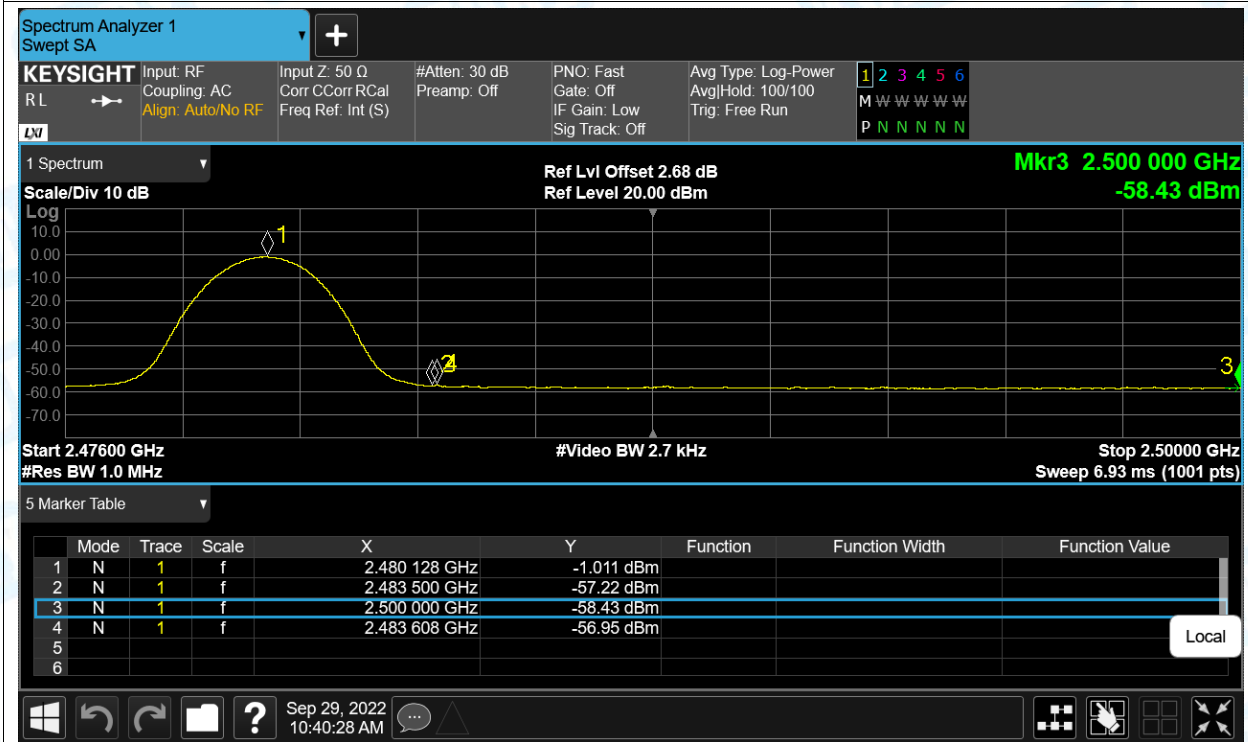 Spectrum Analyzer 1
Swept SA
KEYSIGHT Input: RF Input Z: 50 Ω #Atten: 30 dB PNO: Fast Avg Type: Log-Power 1 2 3 4 5 6
R L Coupling: AC Corr CCorr RCal Preamp: Off Gate: Off Avg|Hold: 100/100 M W W W W W W
Align: Auto/No RF Freq Ref: Int (S) IF Gain: Low Trig: Free Run
LXI Sig Track: Off P N N N N N
1 Spectrum Ref Lvl Offset 2.68 dB Mkr3 2.500 000 GHz
Scale/Div 10 dB Ref Level 20.00 dBm -58.43 dBm
Log
10.0
1
0.00
-10.0
-20.0
-30.0
-40.0
-50.0 2 4 3
-60.0
-70.0
Start 2.47600 GHz #Video BW 2.7 kHz Stop 2.50000 GHz
#Res BW 1.0 MHz Sweep 6.93 ms (1001 pts)
5 Marker Table
Mode Trace Scale X Y Function Function Width Function Value
1 N 1 f 2.480 128 GHz -1.011 dBm
2 N 1 f 2.483 500 GHz -57.22 dBm
3 N 1 f 2.500 000 GHz -58.43 dBm
4 N 1 f 2.483 608 GHz -56.95 dBm
5
6
Local
? Sep 29, 2022
10:40:28 AM